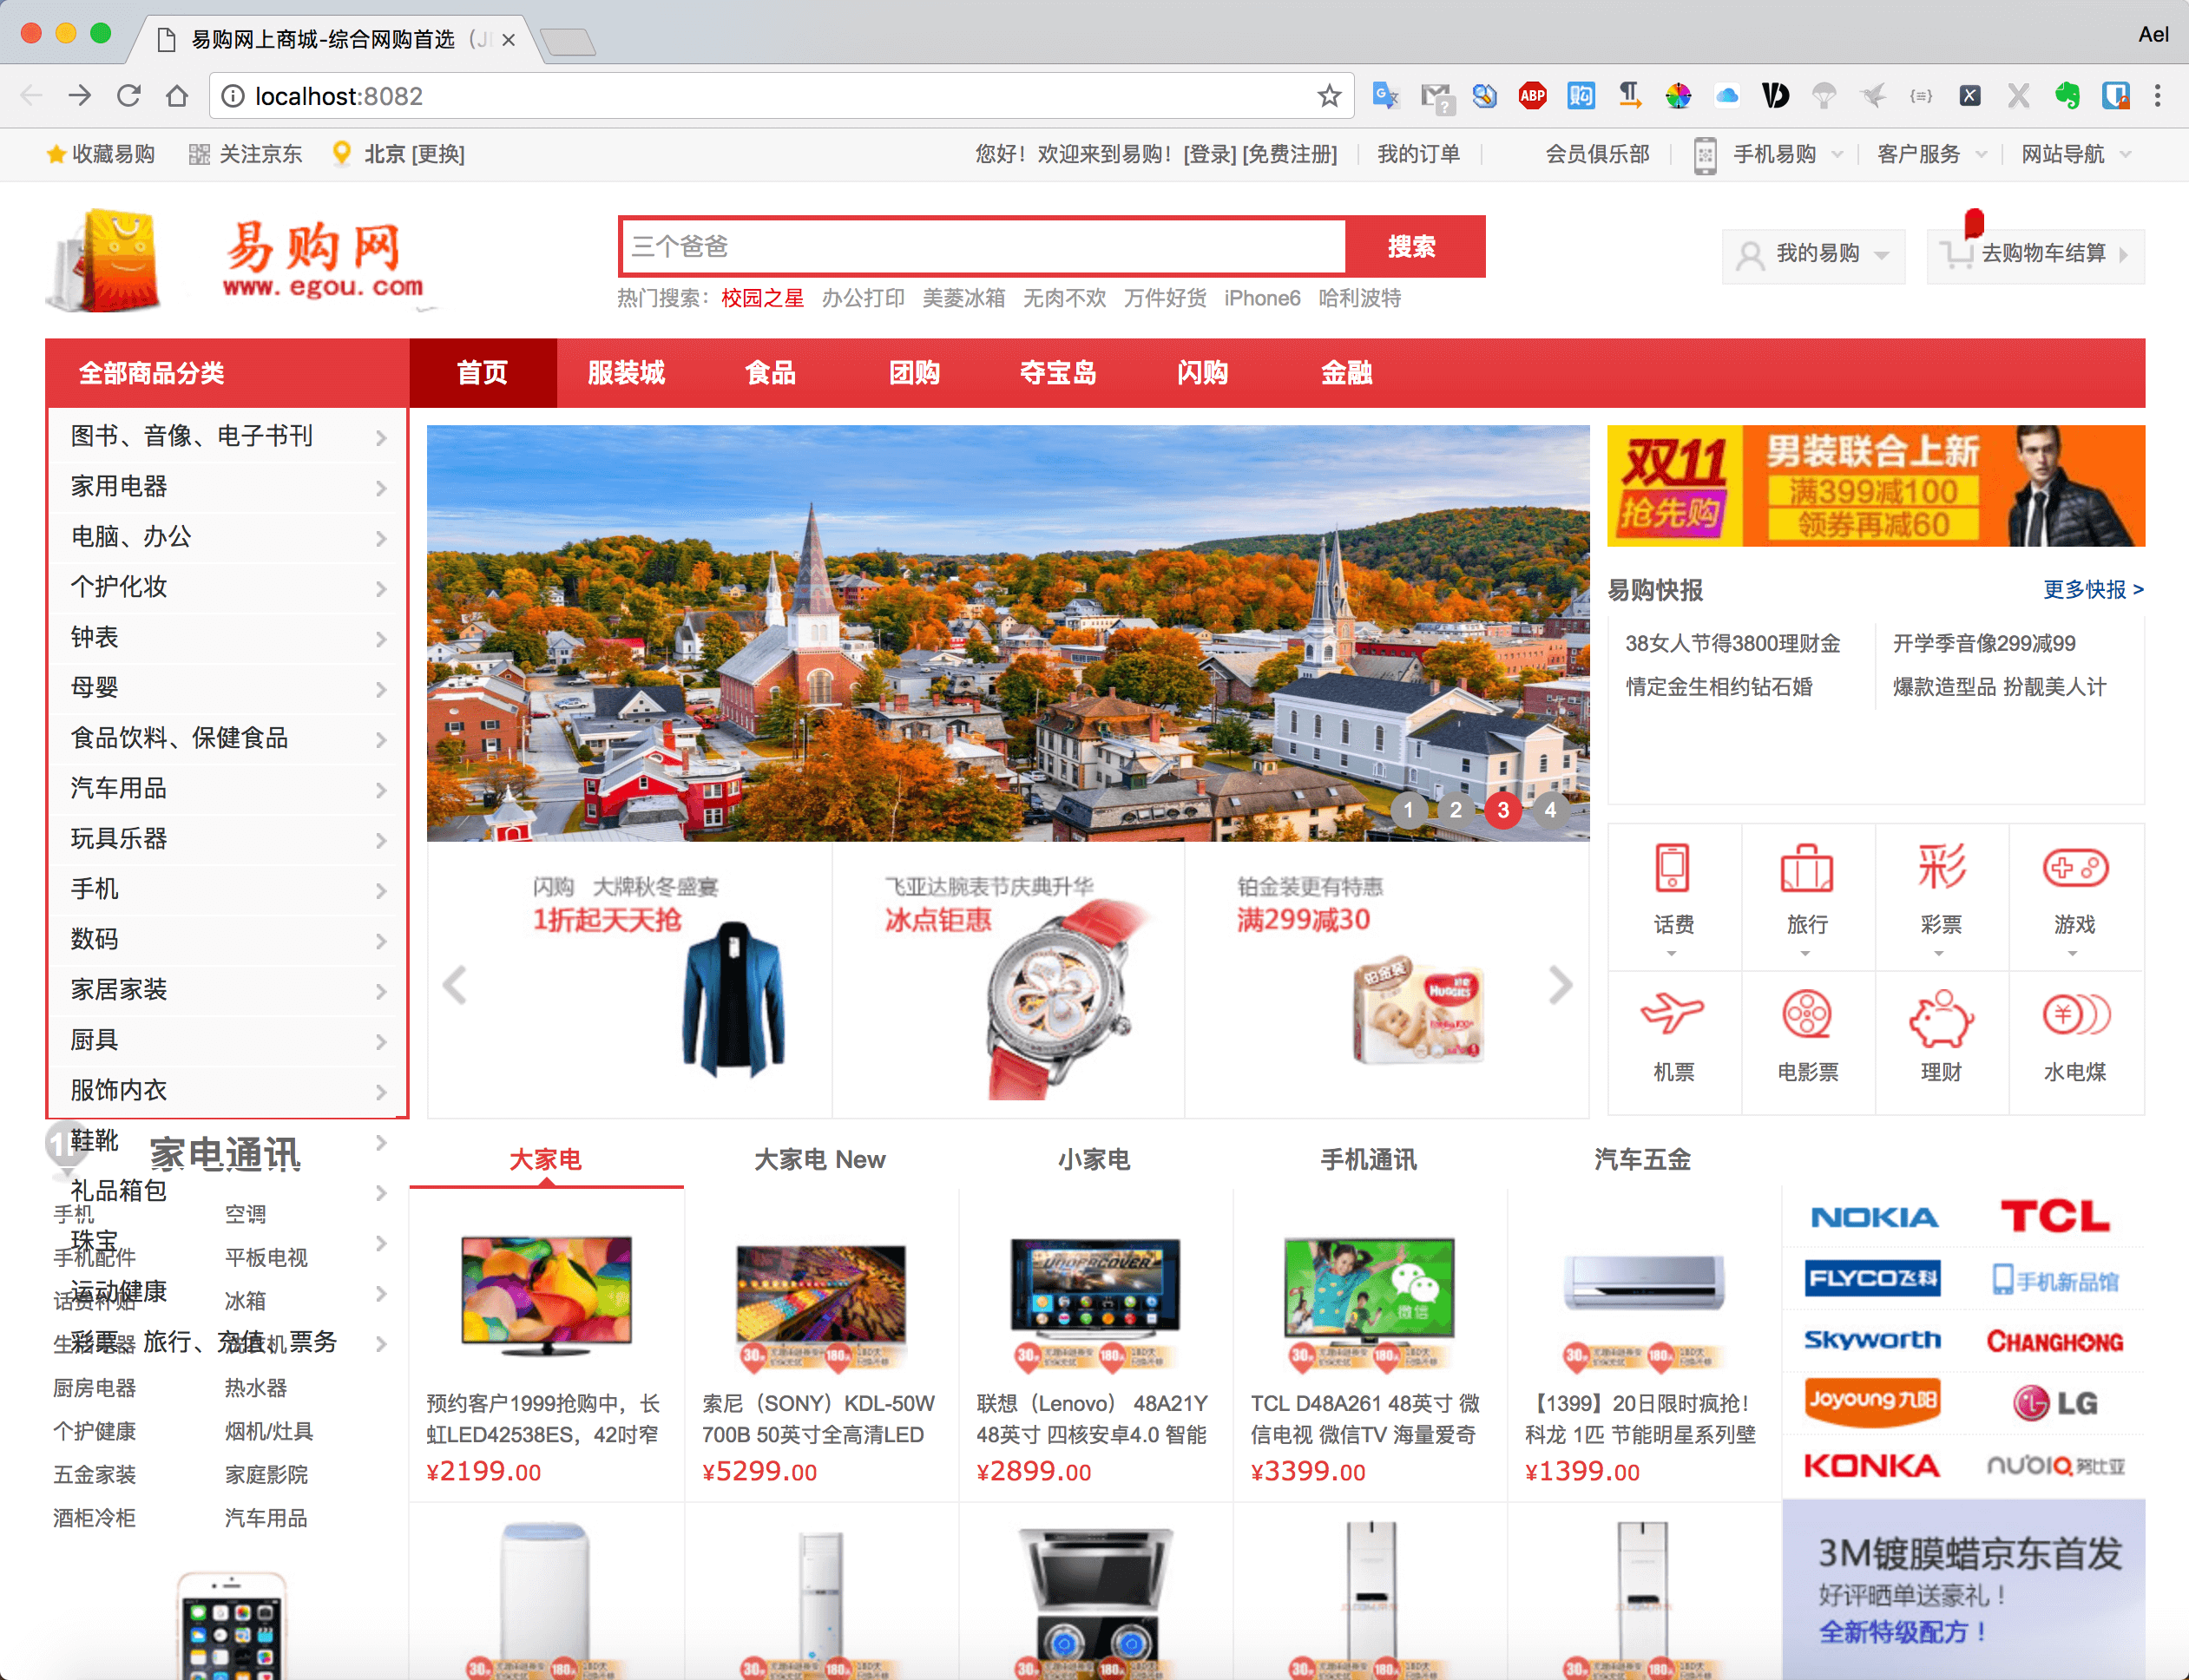 易购网上商城-综合网购首选 (JD
Ael
localhost:8082
收藏易购 关注京东 北京 [更换]
您好！欢迎来到易购！[登录] [免费注册] 我的订单 会员俱乐部 手机易购 客户服务 网站导航
易购网
www.egou.com
三个爸爸 搜索
热门搜索： 校园之星 办公打印 美菱冰箱 无肉不欢 万件好货 iPhone6 哈利波特
我的易购 去购物车结算
全部商品分类 首页 服装城 食品 团购 夺宝岛 闪购 金融
图书、音像、电子书刊
家用电器
电脑、办公
个护化妆
钟表
母婴
食品饮料、保健食品
汽车用品
玩具乐器
手机
数码
家居家装
厨具
服饰内衣
鞋靴
礼品箱包
珠宝
运动健康
彩票、旅行、充值、票务
1 2 3 4
双11
抢先购
男装联合上新
满399减100
领券再减60
易购快报 更多快报 >
38女人节得3800理财金 开学季音像299减99
情定金生相约钻石婚 爆款造型品 扮靓美人计
闪购 大牌秋冬盛宴
1折起天天抢
飞亚达腕表节庆典升华
冰点钜惠
铂金装更有特惠
满299减30
铂金装
HUGGIES
话费 旅行 彩票 游戏
机票 电影票 理财 水电煤
家电通讯
手机 空调
手机配件 平板电视
话费补贴 冰箱
生活电器 洗衣机
厨房电器 热水器
个护健康 烟机/灶具
五金家装 家庭影院
酒柜冷柜 汽车用品
大家电 大家电 New 小家电 手机通讯 汽车五金
微信
预约客户1999抢购中，长
虹LED42538ES，42吋窄
¥2199.00
索尼（SONY）KDL-50W
700B 50英寸全高清LED
¥5299.00
联想（Lenovo） 48A21Y
48英寸 四核安卓4.0 智能
¥2899.00
TCL D48A261 48英寸 微
信电视 微信TV 海量爱奇
¥3399.00
【1399】20日限时疯抢！
科龙 1匹 节能明星系列壁
¥1399.00
NOKIA TCL
FLYCO飞科 手机新品馆
Skyworth CHANGHONG
Joyoung九阳 LG
KONKA nubia努比亚
3M镀膜蜡京东首发
好评晒单送豪礼！
全新特级配方！